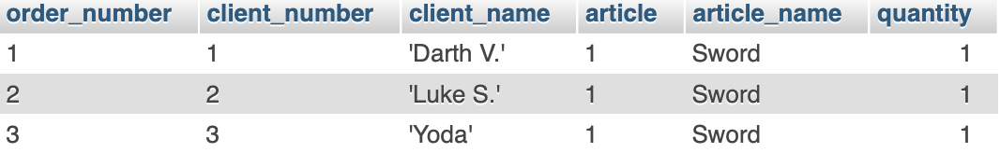 order_number client_number client_name article article_name quantity
1 1 'Darth V.' 1 Sword 1
2 2 'Luke S.' 1 Sword 1
3 3 'Yoda' 1 Sword 1